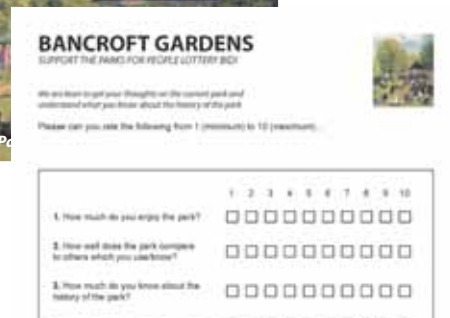 BANCROFT GARDENS
SUPPORT THE PARKS FOR PEOPLE LOTTERY BID!
We are keen to get your thoughts on the current park and
understand what you know about the history of the park
Please can you rate the following from 1 (minimum) to 10 (maximum)...
1 2 3 4 5 6 7 8 9 10
1. How much do you enjoy the park?
2. How well does the park compare
to others which you use/know?
3. How much do you know about the
history of the park?